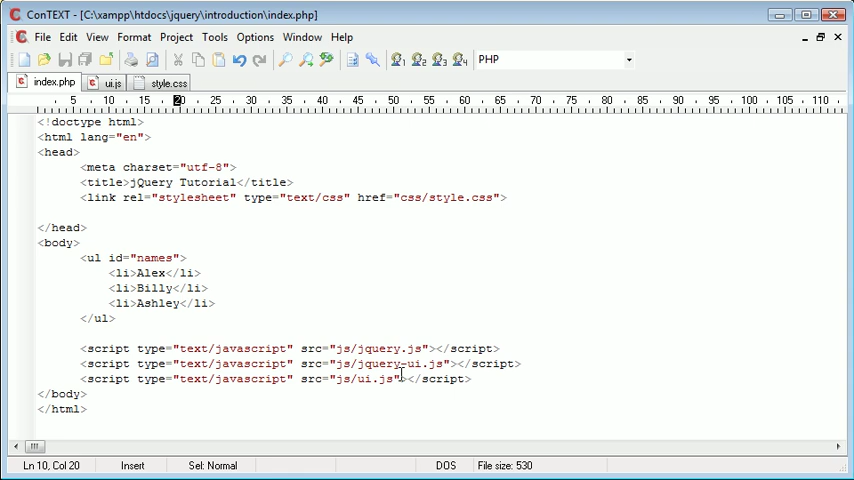 ConTEXT - [C:\xampp\htdocs\jquery\introduction\index.php]
File Edit View Format Project Tools Options Window Help
1 2 3 4 PHP
index.php ui.js style.css
5 10 15 20 25 30 35 40 45 50 55 60 65 70 75 80 85 90 95 100 105 110
<!doctype html>
<html lang="en">
<head>
<meta charset="utf-8">
<title>jQuery Tutorial</title>
<link rel="stylesheet" type="text/css" href="css/style.css">
</head>
<body>
<ul id="names">
<li>Alex</li>
<li>Billy</li>
<li>Ashley</li>
</ul>
<script type="text/javascript" src="js/jquery.js"></script>
<script type="text/javascript" src="js/jquery-ui.js"></script>
<script type="text/javascript" src="js/ui.js"></script>
</body>
</html>
Ln 10, Col 20 Insert Sel: Normal DOS File size: 530